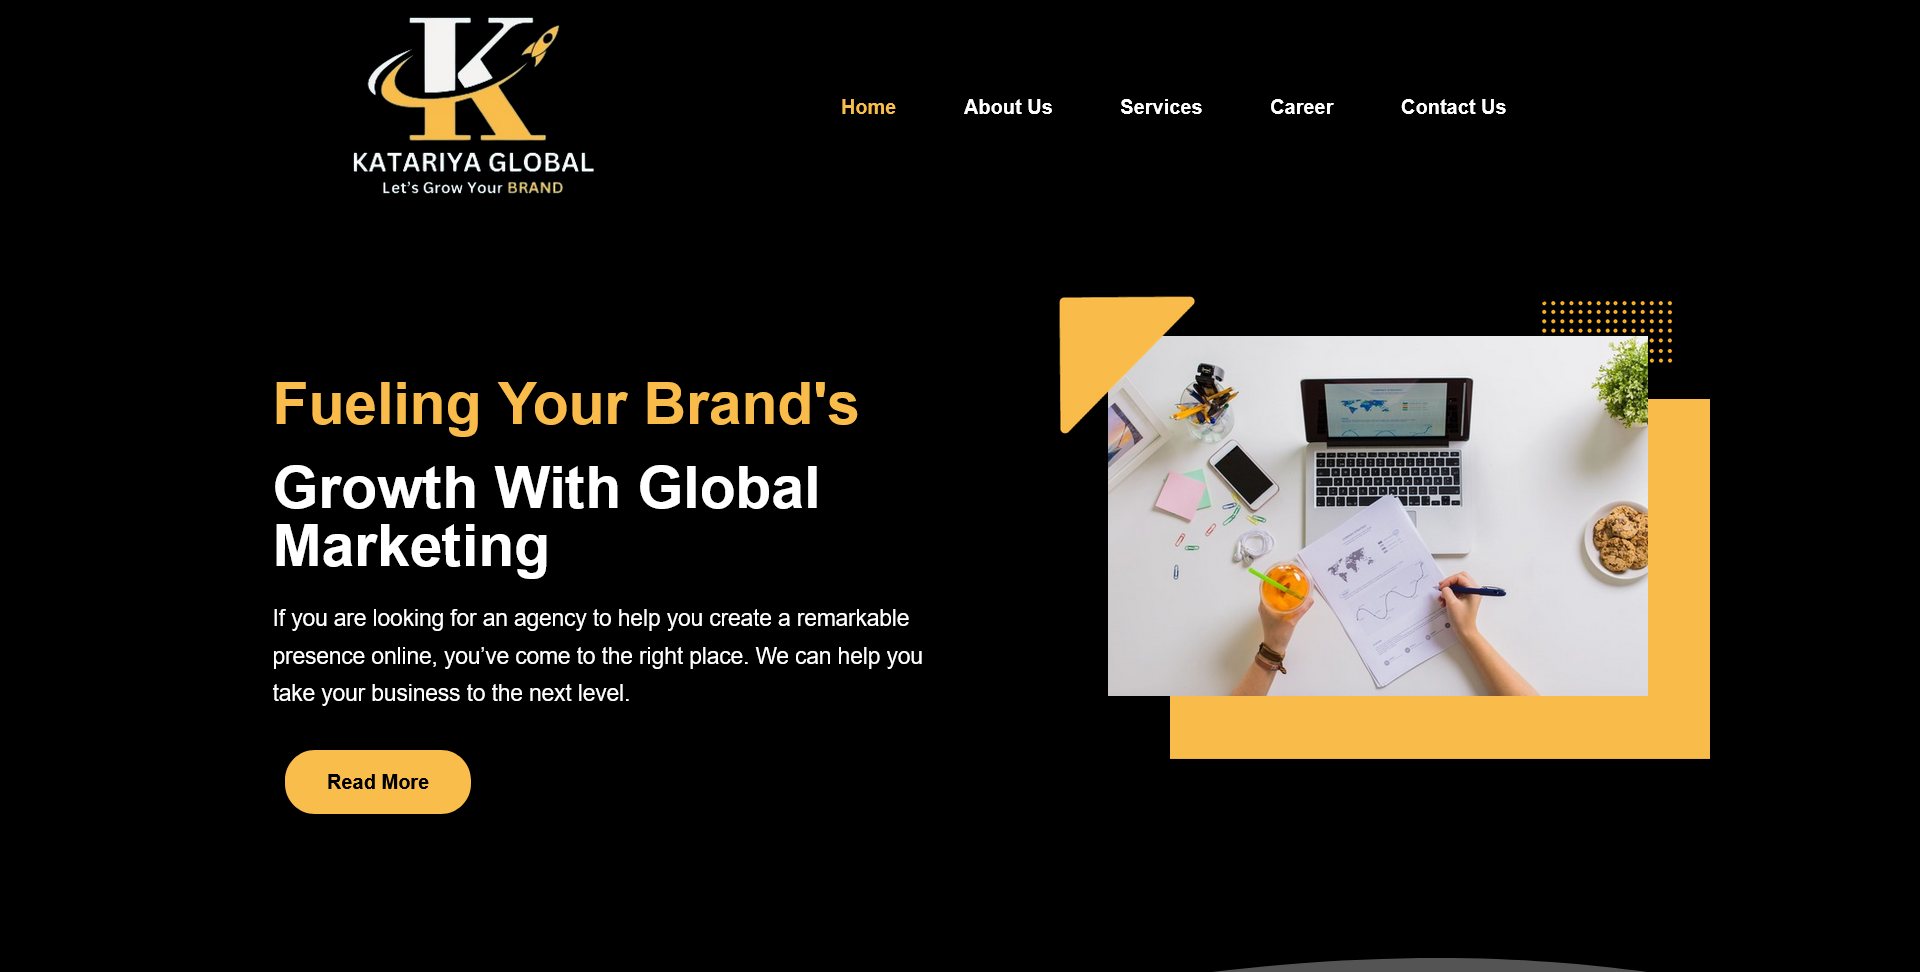 KATARIYA GLOBAL
Let's Grow Your BRAND
Home
About Us
Services
Career
Contact Us
Fueling Your Brand's
Growth With Global
Marketing
If you are looking for an agency to help you create a remarkable
presence online, you’ve come to the right place. We can help you
take your business to the next level.
Read More